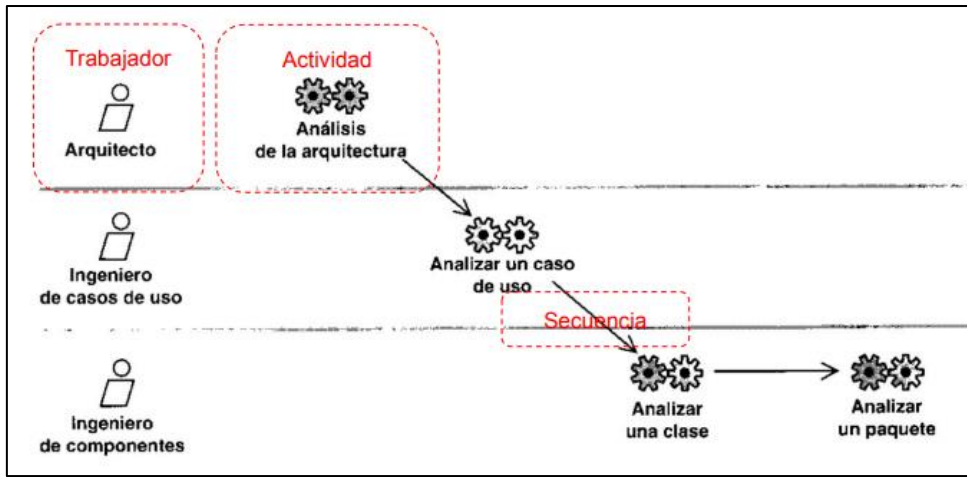 Trabajador
Actividad
Arquitecto
Análisis
de la arquitectura
Ingeniero
de casos de uso
Analizar un caso
de uso
Secuencia
Ingeniero
de componentes
Analizar
una clase
Analizar
un paquete